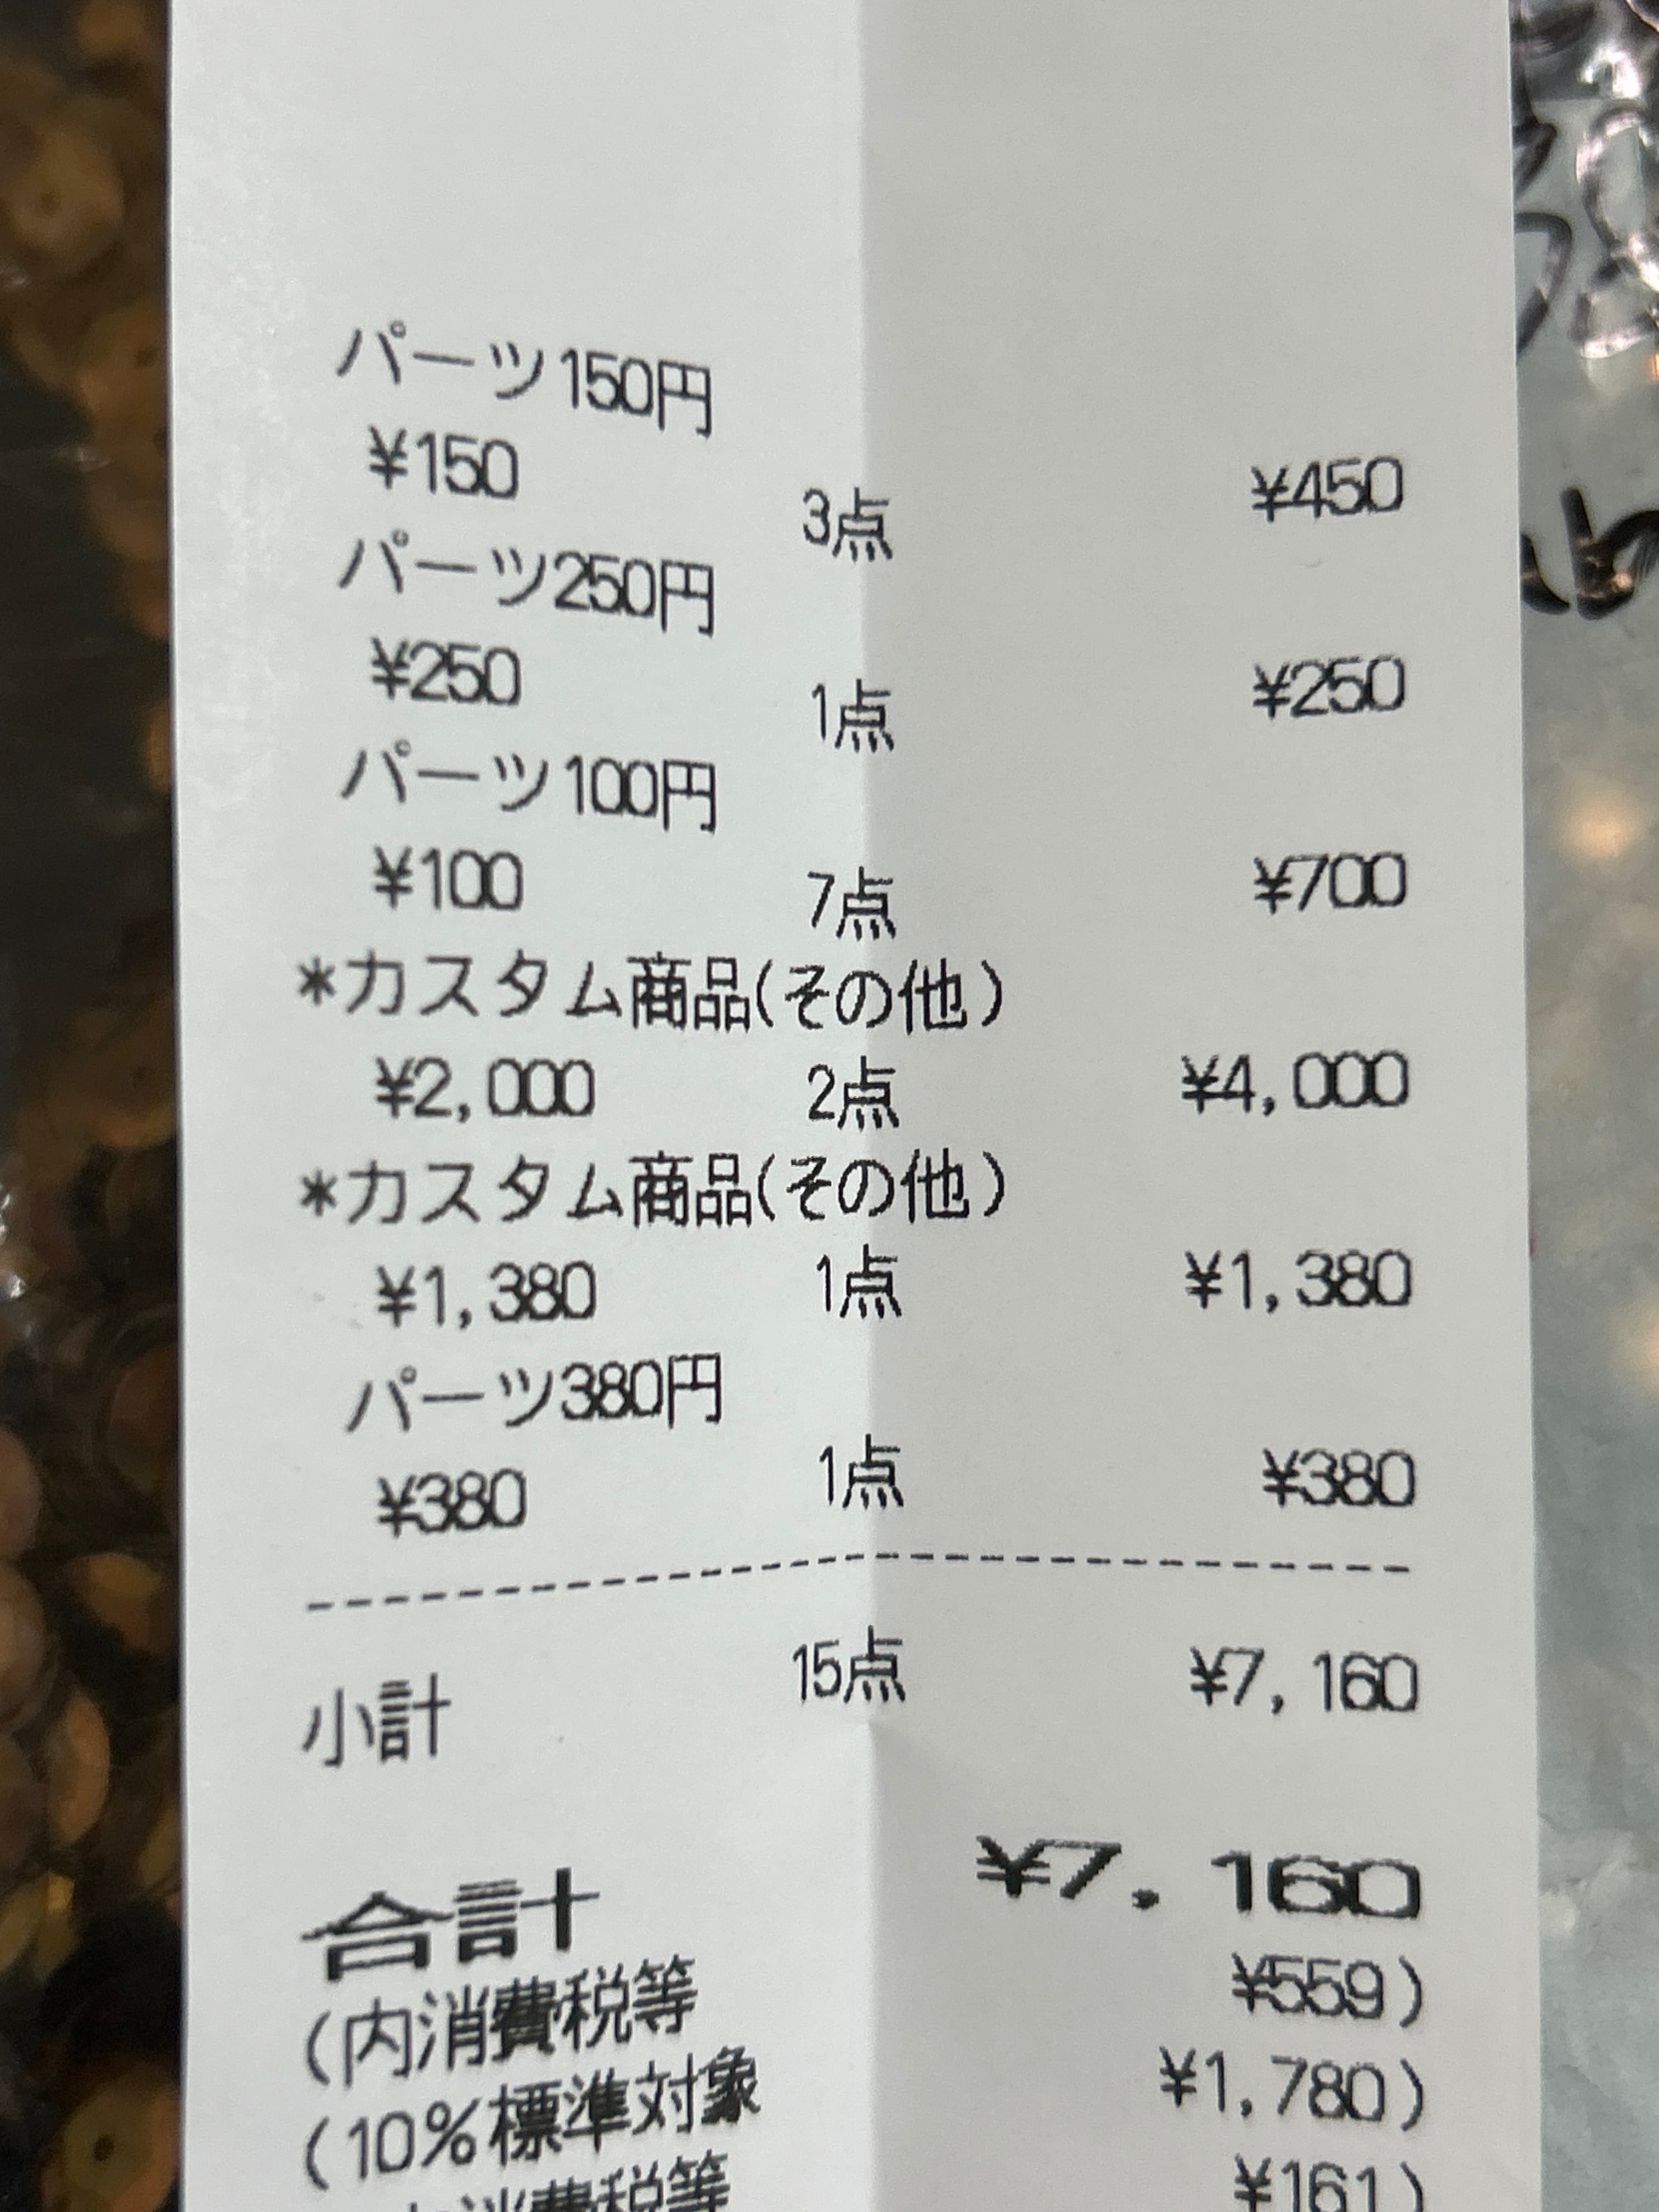 パーツ150円
¥150 3点 ¥450
パーツ250円
¥250 1点 ¥250
パーツ100円
¥100 7点 ¥700
*カスタム商品(その他)
¥2,000 2点 ¥4,000
*カスタム商品(その他)
¥1,380 1点 ¥1,380
パーツ380円
¥380 1点 ¥380
小計 15点 ¥7,160
合計 ¥7,160
(内消費税等 ¥559)
(10%標準対象 ¥1,780)
内消費税等 ¥161)